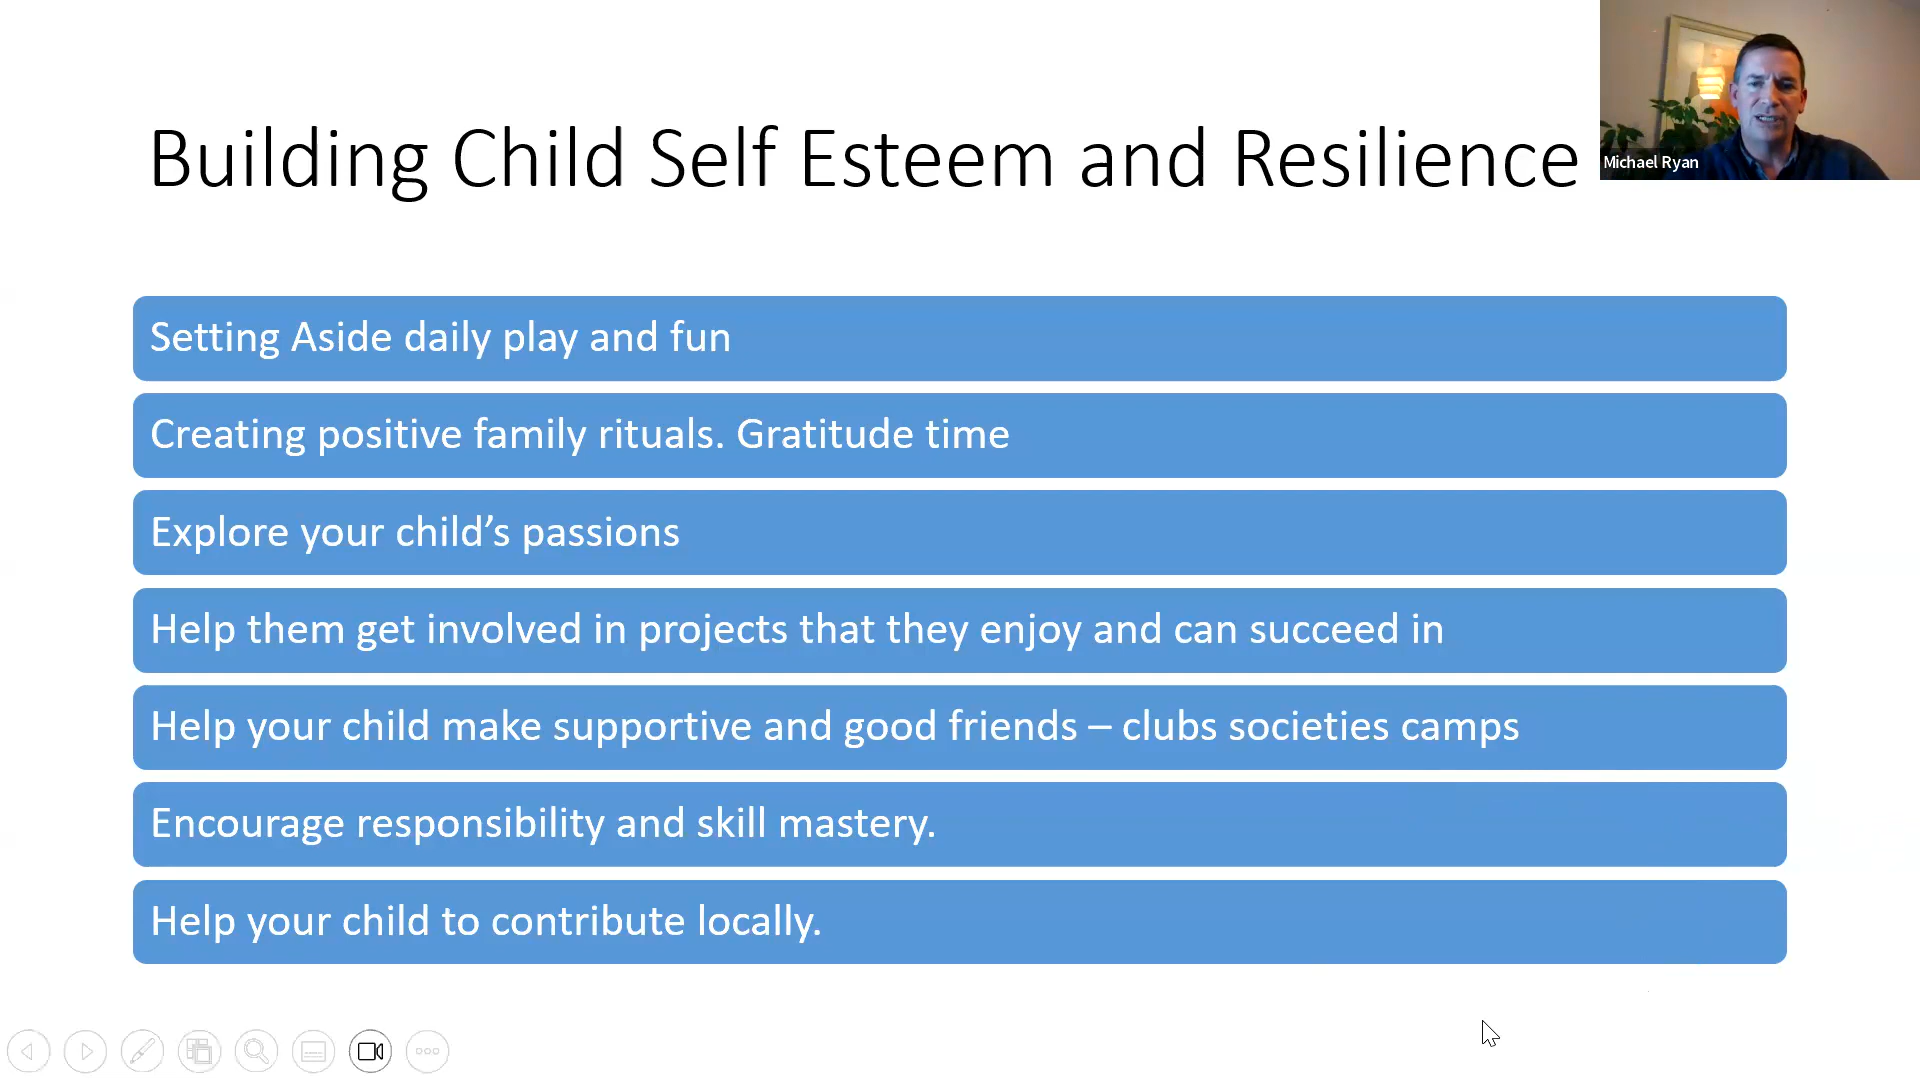 Building Child Self Esteem and Resilience
Michael Ryan
Setting Aside daily play and fun
Creating positive family rituals. Gratitude time
Explore your child’s passions
Help them get involved in projects that they enjoy and can succeed in
Help your child make supportive and good friends – clubs societies camps
Encourage responsibility and skill mastery.
Help your child to contribute locally.